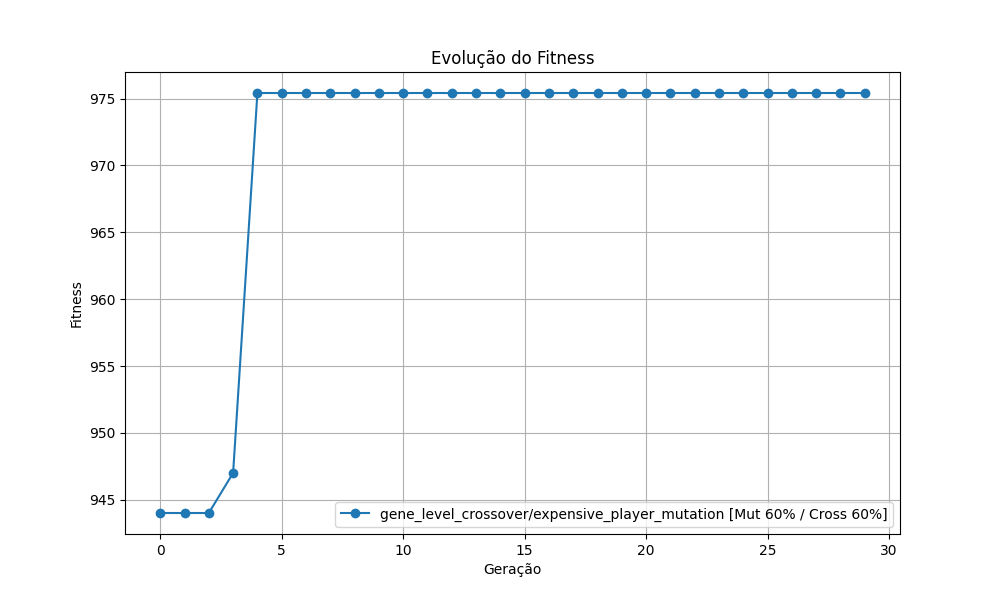 Evolução do Fitness
Fitness
975
970
965
960
955
950
945
gene_level_crossover/expensive_player_mutation [Mut 60% / Cross 60%]
0 5 10 15 20 25 30
Geração